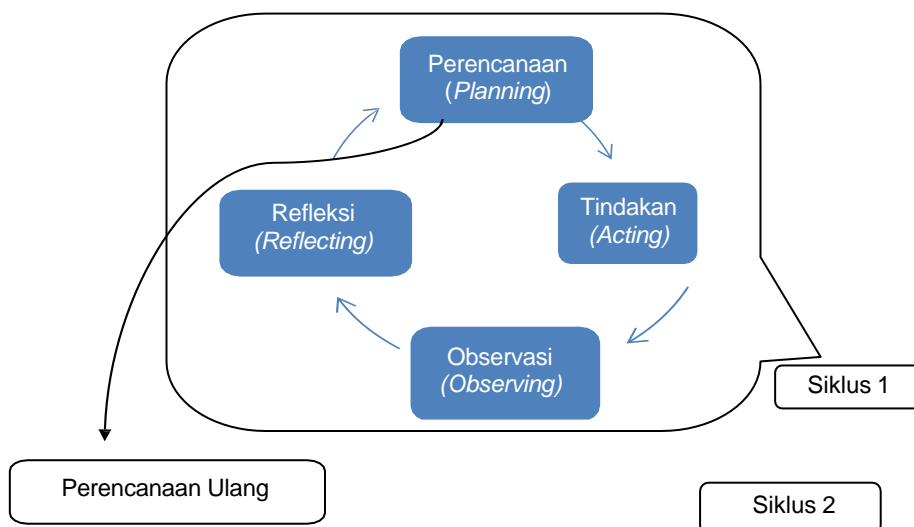 Perencanaan
(Planning)
Tindakan
(Acting)
Refleksi
(Reflecting)
Observasi
(Observing)
Siklus 1
Perencanaan Ulang
Siklus 2